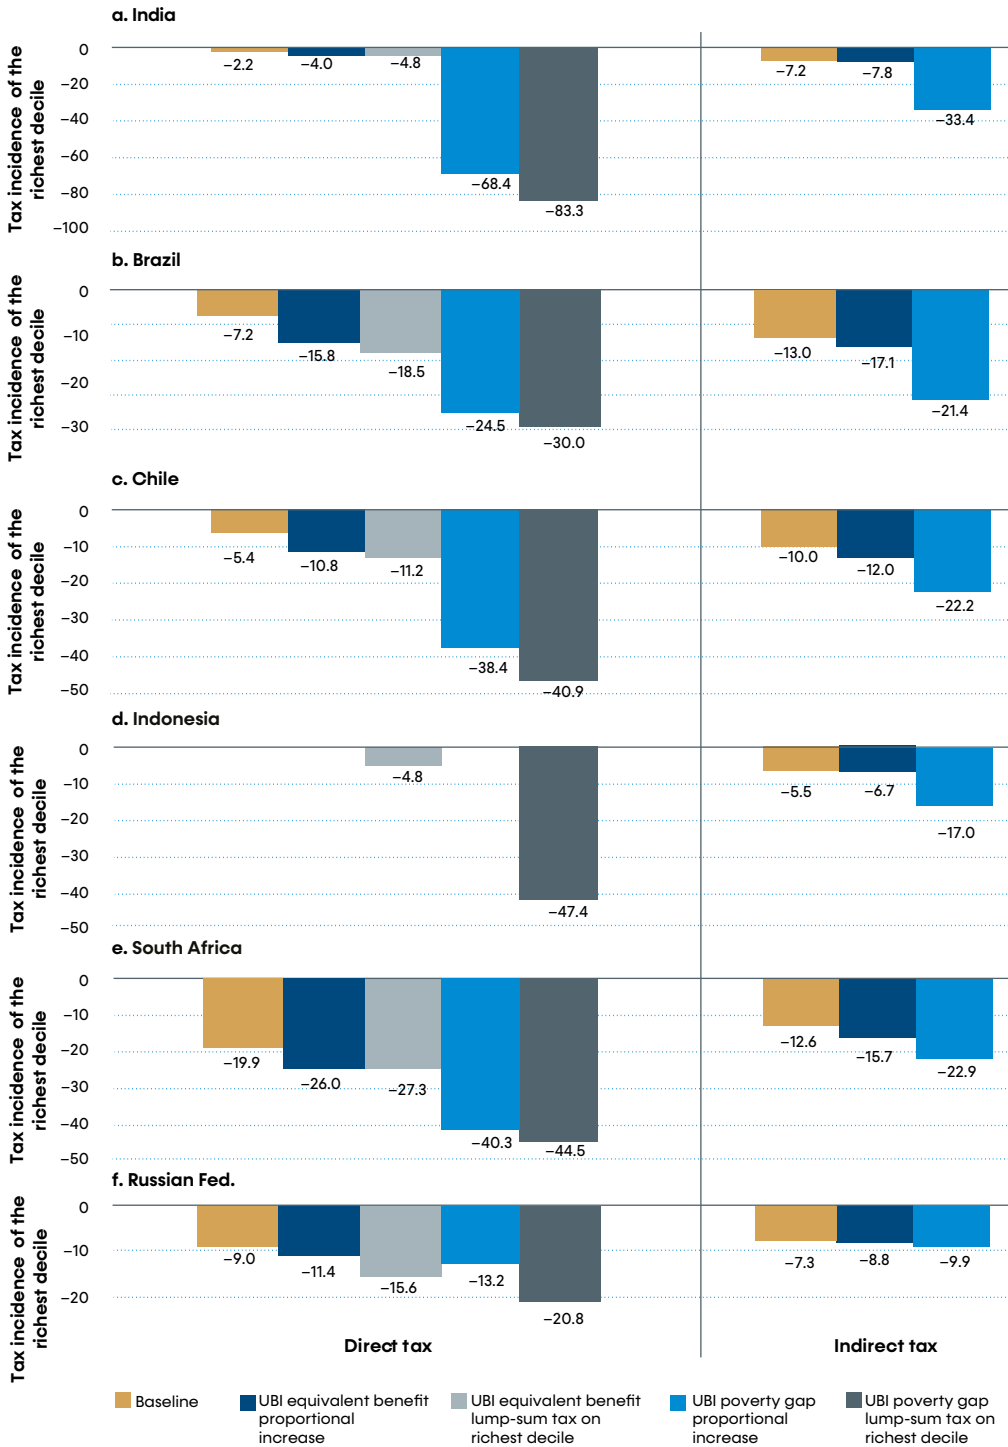 a. India
Tax incidence of the
richest decile
0
−20
−40
−60
−80
−100
−2.2
−4.0
−4.8
−68.4
−83.3
−7.2
−7.8
−33.4
b. Brazil
Tax incidence of the
richest decile
0
−10
−20
−30
−7.2
−15.8
−18.5
−24.5
−30.0
−13.0
−17.1
−21.4
c. Chile
Tax incidence of the
richest decile
0
−10
−20
−30
−40
−50
−5.4
−10.8
−11.2
−38.4
−40.9
−10.0
−12.0
−22.2
d. Indonesia
Tax incidence of the
richest decile
0
−10
−20
−30
−40
−50
−4.8
−47.4
−5.5
−6.7
−17.0
e. South Africa
Tax incidence of the
richest decile
0
−10
−20
−30
−40
−50
−19.9
−26.0
−27.3
−40.3
−44.5
−12.6
−15.7
−22.9
f. Russian Fed.
Tax incidence of the
richest decile
0
−10
−20
−9.0
−11.4
−15.6
−13.2
−20.8
−7.3
−8.8
−9.9
Direct tax
Indirect tax
Baseline
UBI equivalent benefit
proportional
increase
UBI equivalent benefit
lump-sum tax on
richest decile
UBI poverty gap
proportional
increase
UBI poverty gap
lump-sum tax on
richest decile